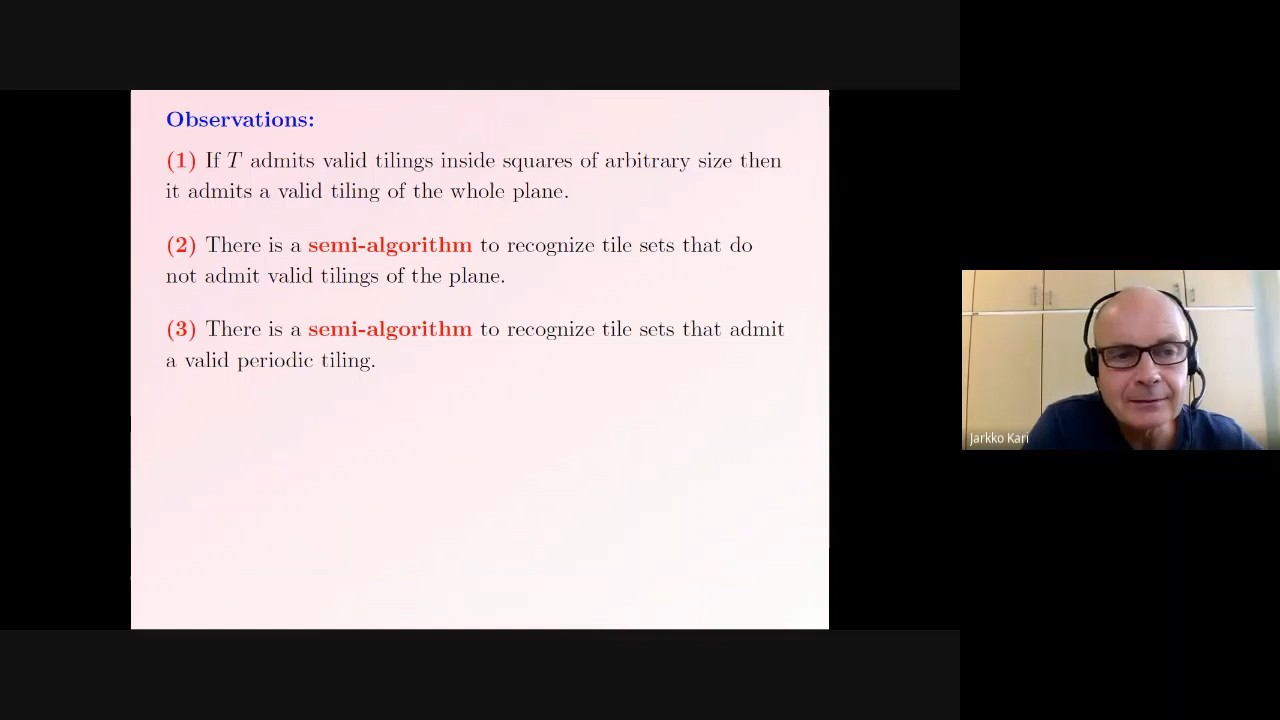 Observations:
(1) If T admits valid tilings inside squares of arbitrary size then
it admits a valid tiling of the whole plane.
(2) There is a semi-algorithm to recognize tile sets that do
not admit valid tilings of the plane.
(3) There is a semi-algorithm to recognize tile sets that admit
a valid periodic tiling.
Jarkko Kari